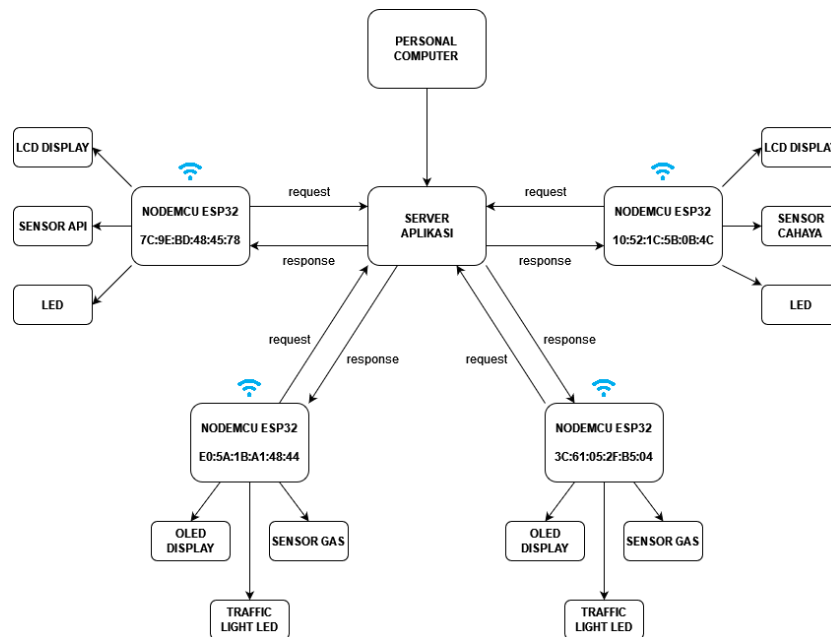 PERSONAL
COMPUTER
LCD DISPLAY
LCD DISPLAY
request
request
NODEMCU ESP32
7C:9E:BD:48:45:78
SERVER
APLIKASI
NODEMCU ESP32
10:52:1C:5B:0B:4C
SENSOR API
SENSOR
CAHAYA
response
response
LED
LED
request
response
request
response
NODEMCU ESP32
E0:5A:1B:A1:48:44
NODEMCU ESP32
3C:61:05:2F:B5:04
OLED
DISPLAY
SENSOR GAS
OLED
DISPLAY
SENSOR GAS
TRAFFIC
LIGHT LED
TRAFFIC
LIGHT LED